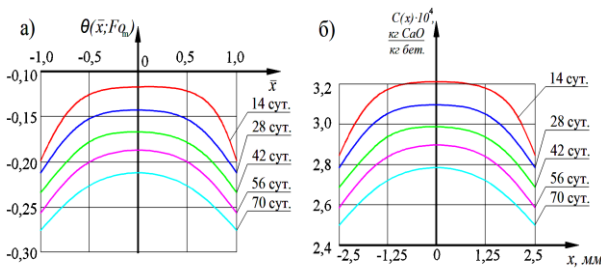 а) θ(x̄;Foₘ)
-1,0 -0,5 0 0,5 1,0 x̄
-0,10
-0,15
-0,20
-0,25
-0,30
0
14 сут.
28 сут.
42 сут.
56 сут.
70 сут.
б) C(x)·10⁴,
кг CaO
кг бет.
3,2
3,0
2,8
2,6
2,4
14 сут.
28 сут.
42 сут.
56 сут.
70 сут.
-2,5 -1,25 0 1,25 2,5
x, мм